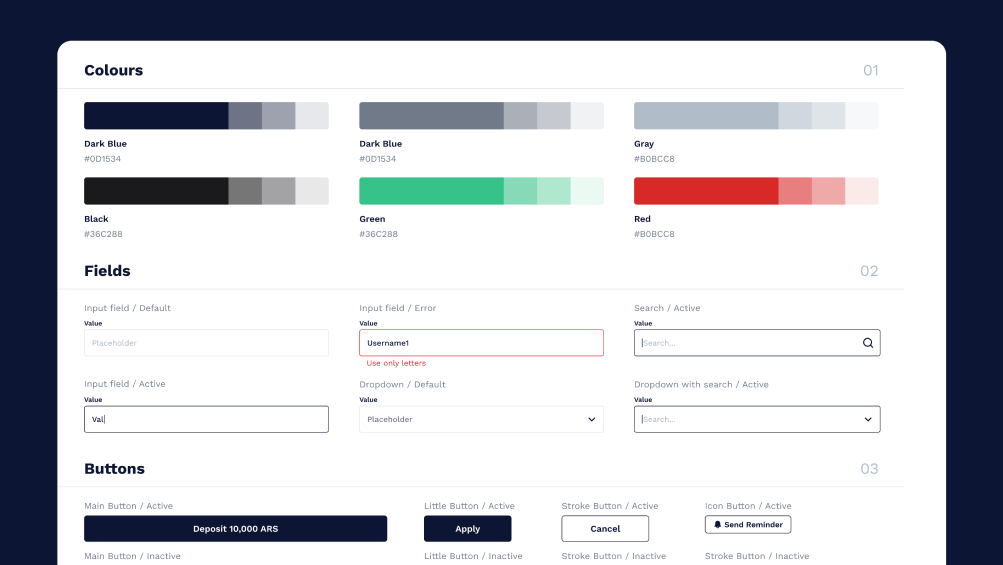 Colours 01
Dark Blue
#0D1534
Dark Blue
#0D1534
Gray
#B0BCC8
Black
#36C288
Green
#36C288
Red
#B0BCC8
Fields 02
Input field / Default
Value
Placeholder
Input field / Error
Value
Username1
Use only letters
Search / Active
Value
Search...
Input field / Active
Value
Val
Dropdown / Default
Value
Placeholder
Dropdown with search / Active
Value
Search...
Buttons 03
Main Button / Active
Deposit 10,000 ARS
Little Button / Active
Apply
Stroke Button / Active
Cancel
Icon Button / Active
Send Reminder
Main Button / Inactive
Little Button / Inactive
Stroke Button / Inactive
Stroke Button / Inactive